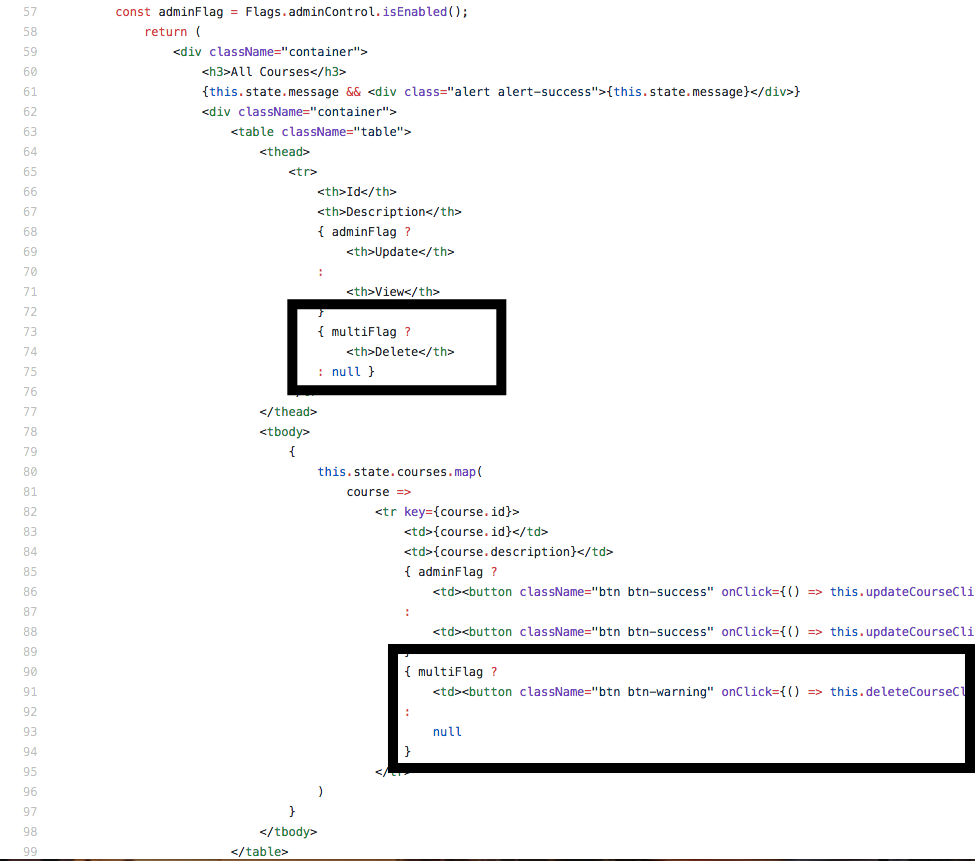 57 const adminFlag = Flags.adminControl.isEnabled();
58 return (
59 <div className="container">
60 <h3>All Courses</h3>
61 {this.state.message && <div class="alert alert-success">{this.state.message}</div>}
62 <div className="container">
63 <table className="table">
64 <thead>
65 <tr>
66 <th>Id</th>
67 <th>Description</th>
68 { adminFlag ?
69 <th>Update</th>
70 :
71 <th>View</th>
72 }
73 { multiFlag ?
74 <th>Delete</th>
75 : null }
76
77 </thead>
78 <tbody>
79 {
80 this.state.courses.map(
81 course =>
82 <tr key={course.id}>
83 <td>{course.id}</td>
84 <td>{course.description}</td>
85 { adminFlag ?
86 <td><button className="btn btn-success" onClick={() => this.updateCourseCli
87 :
88 <td><button className="btn btn-success" onClick={() => this.updateCourseCli
89 }
90 { multiFlag ?
91 <td><button className="btn btn-warning" onClick={() => this.deleteCourseCl
92 :
93 null
94 }
95 </tr>
96 )
97 }
98 </tbody>
99 </table>